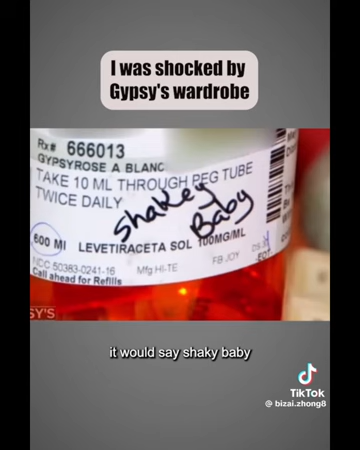 I was shocked by
Gypsy's wardrobe
Rx# 666013
GYPSYROSE A BLANC
TAKE 10 ML THROUGH PEG TUBE
TWICE DAILY
Shakey
Baby
600 Ml LEVETIRACETA SOL 100MG/ML
NDC 50383-0241-16 Mfg HI-TE FB JOY
Call ahead for Refills
SY'S
it would say shaky baby
TikTok
@ bizai.zhong8